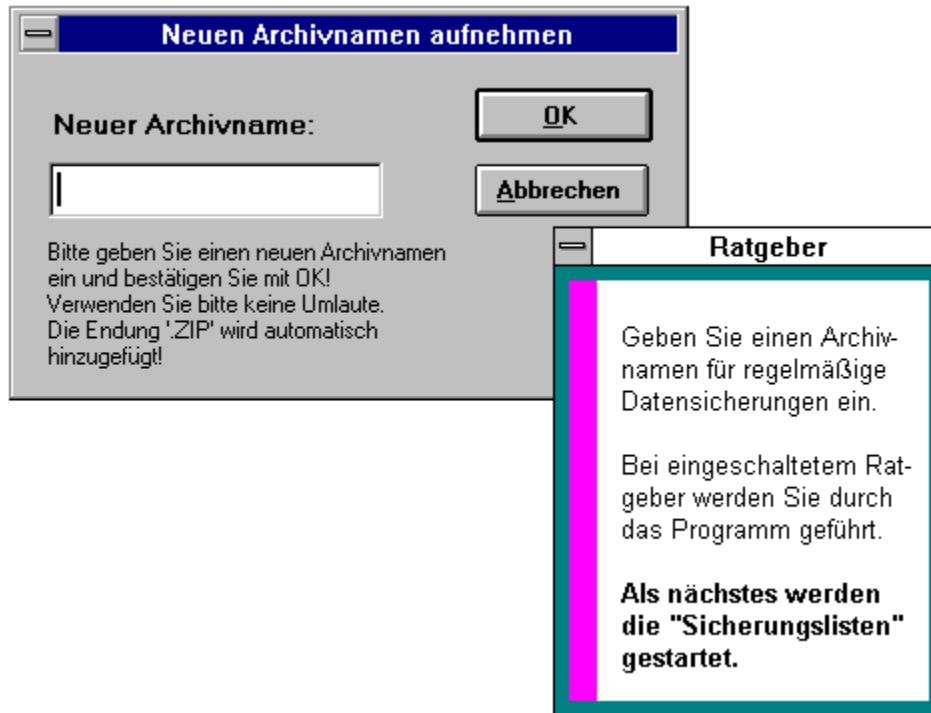 Neuen Archivnamen aufnehmen
Neuer Archivname:
OK
Abbrechen
Bitte geben Sie einen neuen Archivnamen
ein und bestätigen Sie mit OK!
Verwenden Sie bitte keine Umlaute.
Die Endung '.ZIP' wird automatisch
hinzugefügt!
Ratgeber
Geben Sie einen Archiv-
namen für regelmäßige
Datensicherungen ein.
Bei eingeschaltetem Rat-
geber werden Sie durch
das Programm geführt.
Als nächstes werden
die "Sicherungslisten"
gestartet.